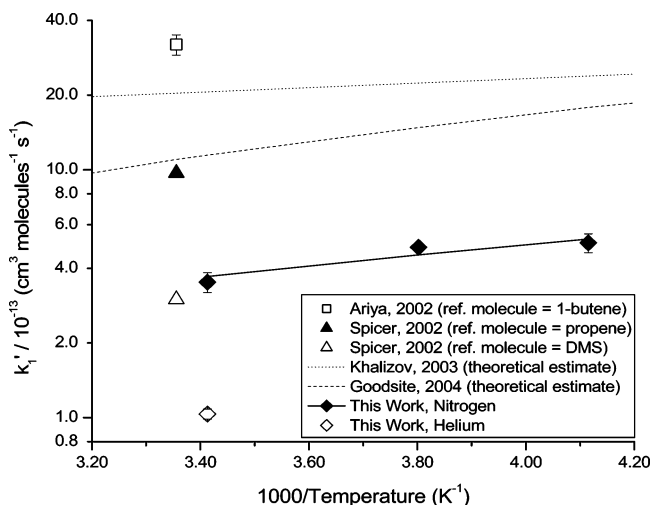 40.0
20.0
10.0
8.0
6.0
4.0
2.0
1.0
0.8
k₁' / 10⁻¹³ (cm³ molecules⁻¹ s⁻¹)
Ariya, 2002 (ref. molecule = 1-butene)
Spicer, 2002 (ref. molecule = propene)
Spicer, 2002 (ref. molecule = DMS)
Khalizov, 2003 (theoretical estimate)
Goodsite, 2004 (theoretical estimate)
This Work, Nitrogen
This Work, Helium
3.20 3.40 3.60 3.80 4.00 4.20
1000/Temperature (K⁻¹)